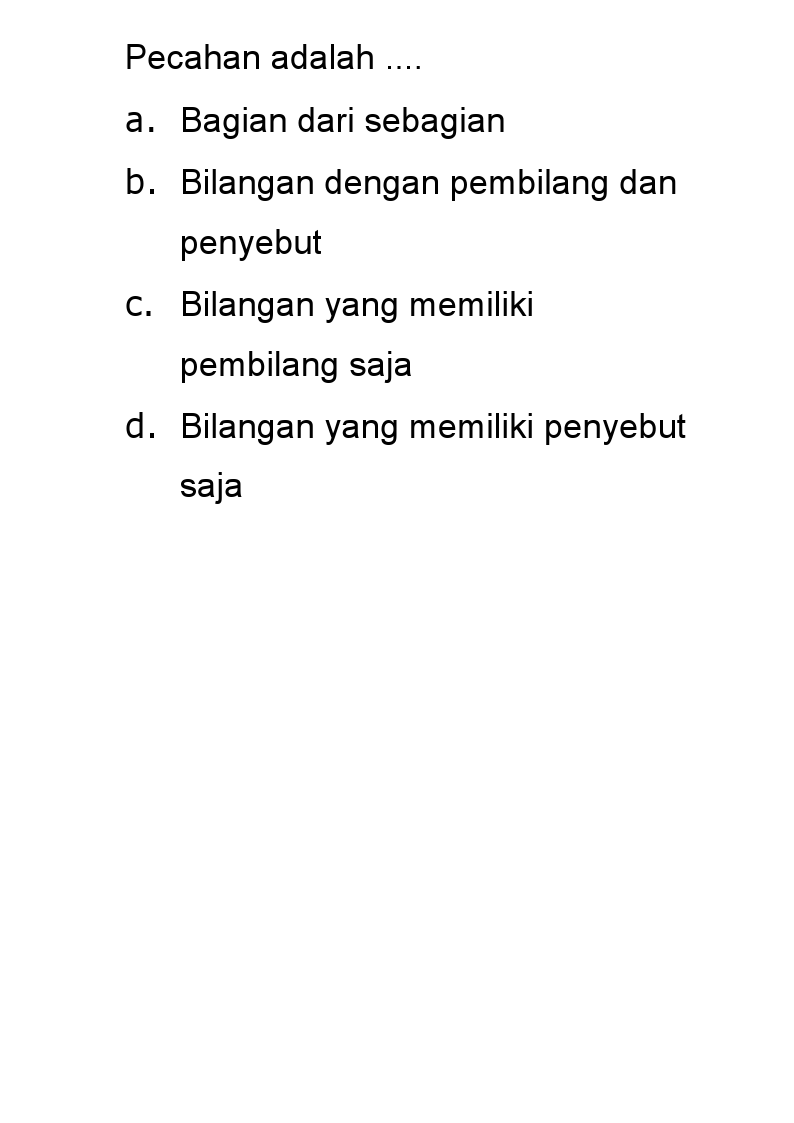 Pecahan adalah ....
a. Bagian dari sebagian
b. Bilangan dengan pembilang dan
penyebut
c. Bilangan yang memiliki
pembilang saja
d. Bilangan yang memiliki penyebut
saja